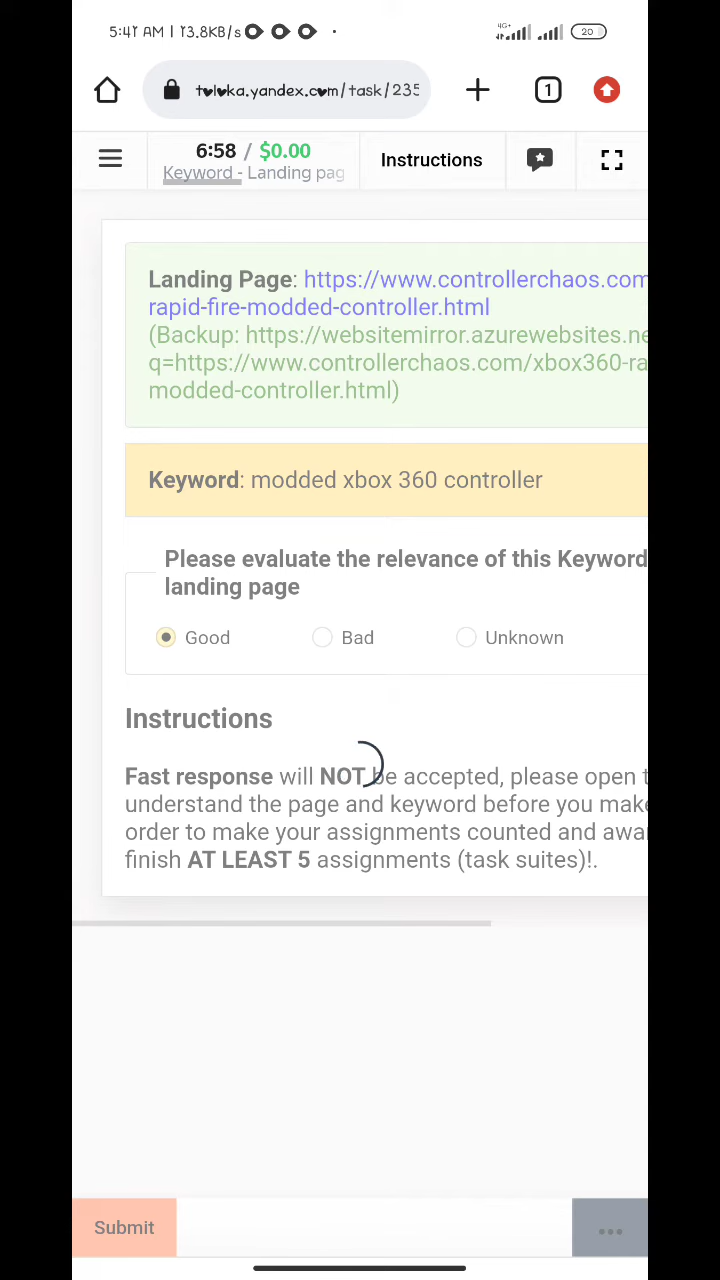 5:41 AM | 13.8KB/s
4G+
20
toloka.yandex.com/task/235
1
6:58 / $0.00
Keyword - Landing pag
Instructions
Landing Page: https://www.controllerchaos.com
rapid-fire-modded-controller.html
(Backup: https://websitemirror.azurewebsites.ne
q=https://www.controllerchaos.com/xbox360-ra
modded-controller.html)
Keyword: modded xbox 360 controller
Please evaluate the relevance of this Keyword
landing page
Good
Bad
Unknown
Instructions
Fast response will NOT be accepted, please open t
understand the page and keyword before you make
order to make your assignments counted and awa
finish AT LEAST 5 assignments (task suites)!.
Submit